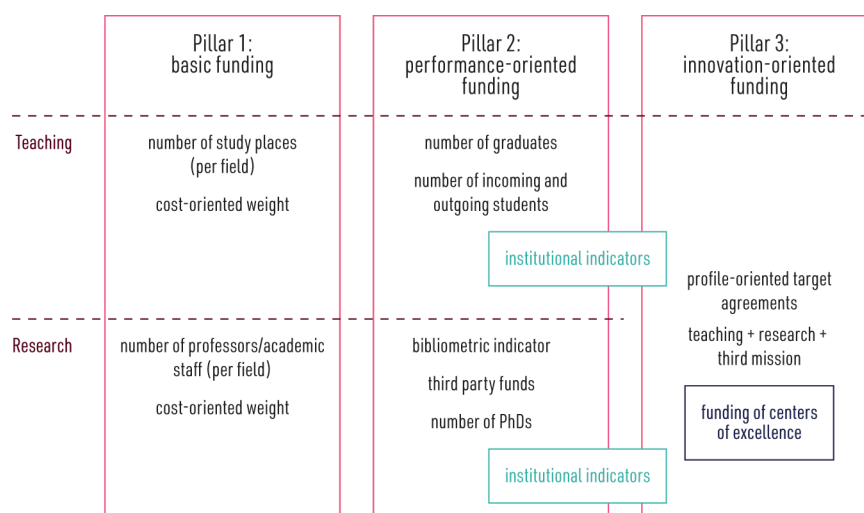 Pillar 1:
basic funding
Pillar 2:
performance-oriented
funding
Pillar 3:
innovation-oriented
funding
Teaching
number of study places
(per field)
cost-oriented weight
number of graduates
number of incoming and
outgoing students
institutional indicators
profile-oriented target
agreements
teaching + research +
third mission
funding of centers
of excellence
Research
number of professors/academic
staff (per field)
cost-oriented weight
bibliometric indicator
third party funds
number of PhDs
institutional indicators